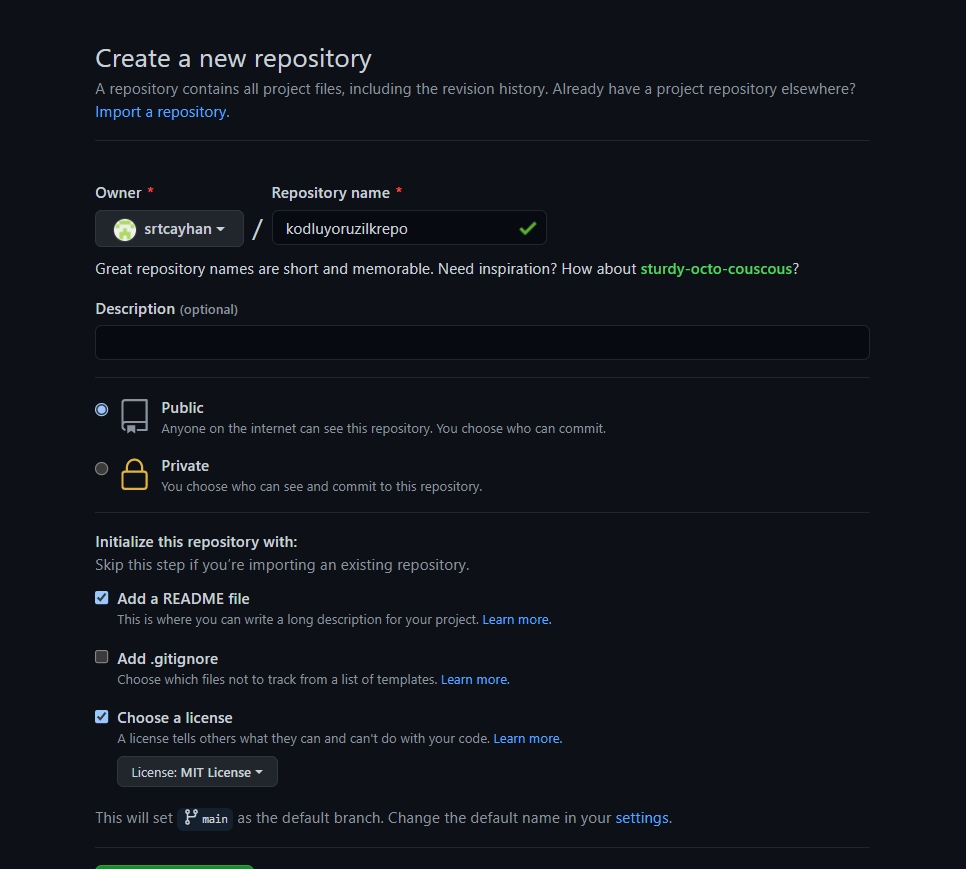 Create a new repository
A repository contains all project files, including the revision history. Already have a project repository elsewhere?
Import a repository.
Owner * Repository name *
srtcayhan / kodluyoruzilkrepo
Great repository names are short and memorable. Need inspiration? How about sturdy-octo-couscous?
Description (optional)
Public
Anyone on the internet can see this repository. You choose who can commit.
Private
You choose who can see and commit to this repository.
Initialize this repository with:
Skip this step if you're importing an existing repository.
Add a README file
This is where you can write a long description for your project. Learn more.
Add .gitignore
Choose which files not to track from a list of templates. Learn more.
Choose a license
A license tells others what they can and can't do with your code. Learn more.
License: MIT License
This will set main as the default branch. Change the default name in your settings.